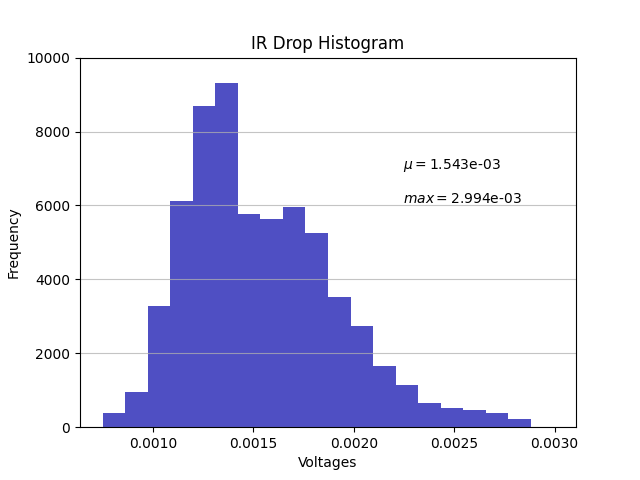 IR Drop Histogram
10000
8000
6000
4000
2000
0
Frequency
μ = 1.543e-03
max = 2.994e-03
0.0010 0.0015 0.0020 0.0025 0.0030
Voltages